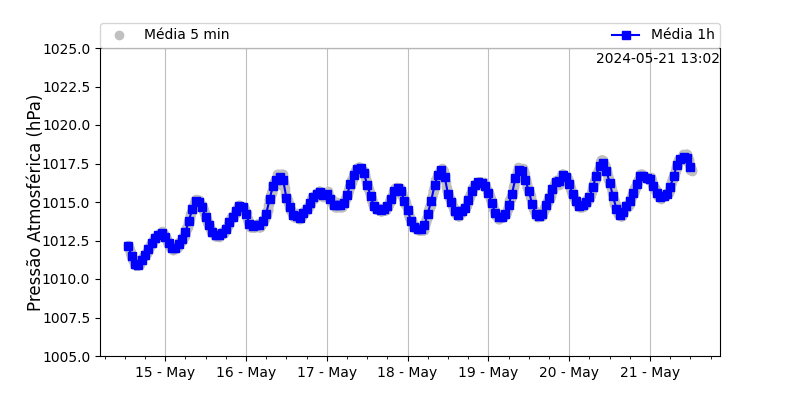 Média 5 min
Média 1h
2024-05-21 13:02
Pressão Atmosférica (hPa)
1025.0
1022.5
1020.0
1017.5
1015.0
1012.5
1010.0
1007.5
1005.0
15 - May
16 - May
17 - May
18 - May
19 - May
20 - May
21 - May